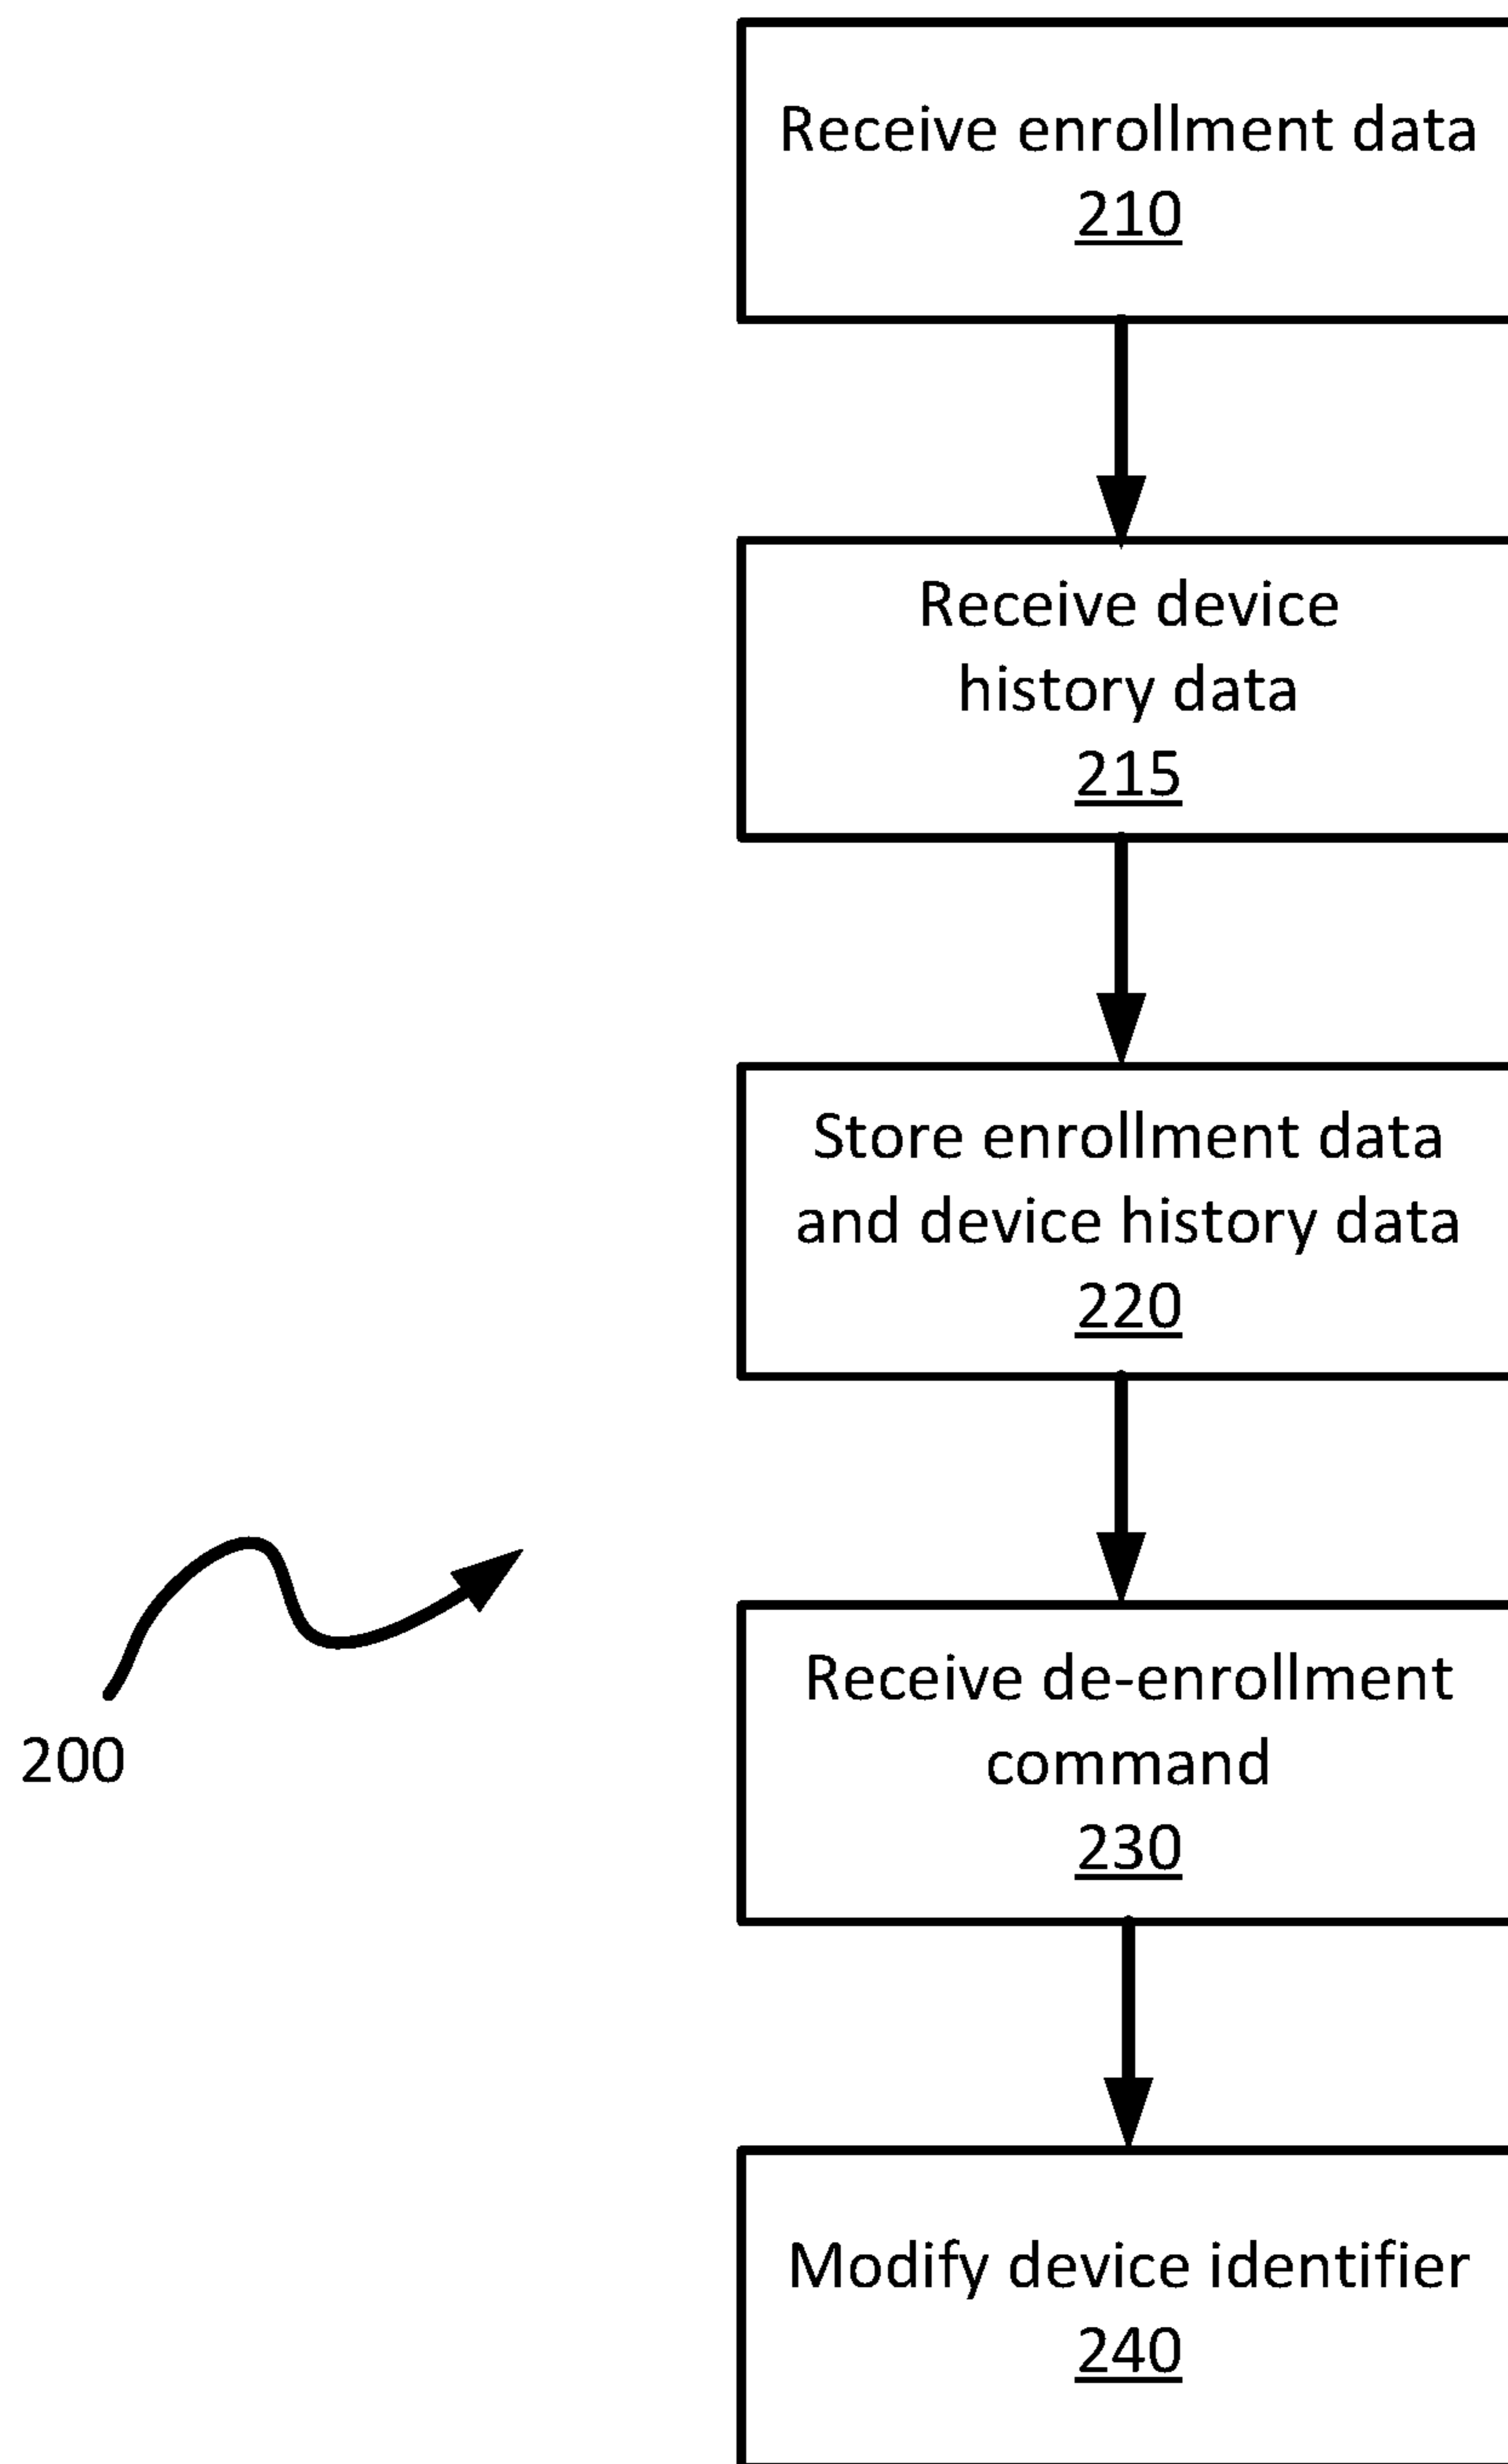 Receive enrollment data
210
Receive device
history data
215
Store enrollment data
and device history data
220
Receive de-enrollment
command
230
200
Modify device identifier
240